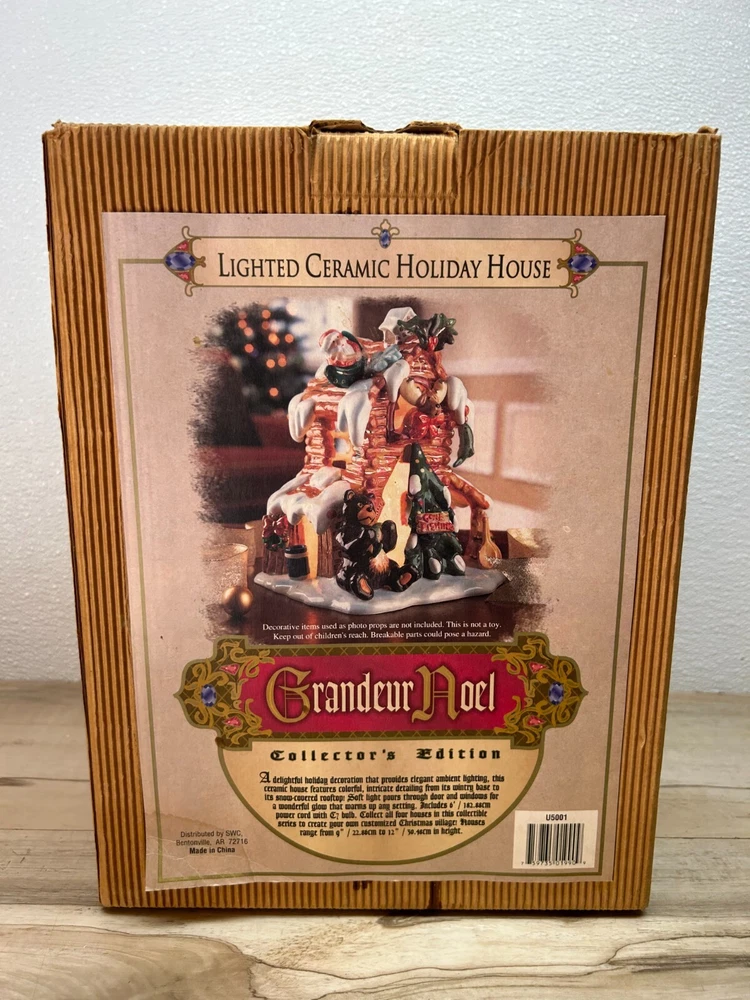 LIGHTED CERAMIC HOLIDAY HOUSE
GONE
FISHING
Decorative items used as photo props are not included. This is not a toy.
Keep out of children's reach. Breakable parts could pose a hazard.
Grandeur Noel
Collector's Edition
A delightful holiday decoration that provides elegant ambient lighting, this
ceramic house features colorful, intricate detailing from its wintry base to
its snow-covered rooftop! Soft light pours through door and windows for
a wonderful glow that warms up any setting. Includes 6' / 182.88cm
power cord with C7 bulb. Collect all four houses in this collectible
series to create your own customized Christmas village! Houses
range from 9" / 22.86cm to 12" / 30.48cm in height.
Distributed by SWC,
Bentonville, AR 72716
Made in China
U5001